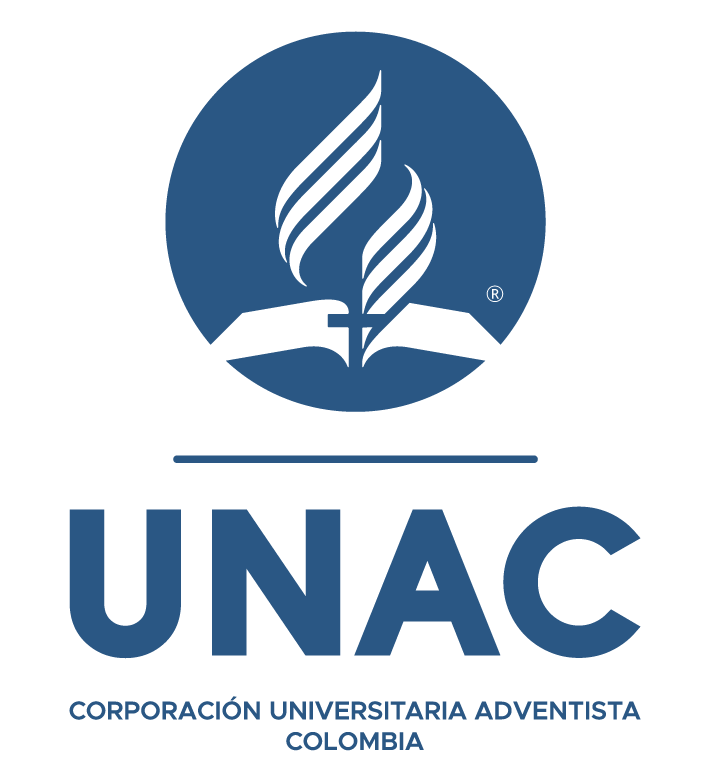 ®
UNAC
CORPORACIÓN UNIVERSITARIA ADVENTISTA
COLOMBIA